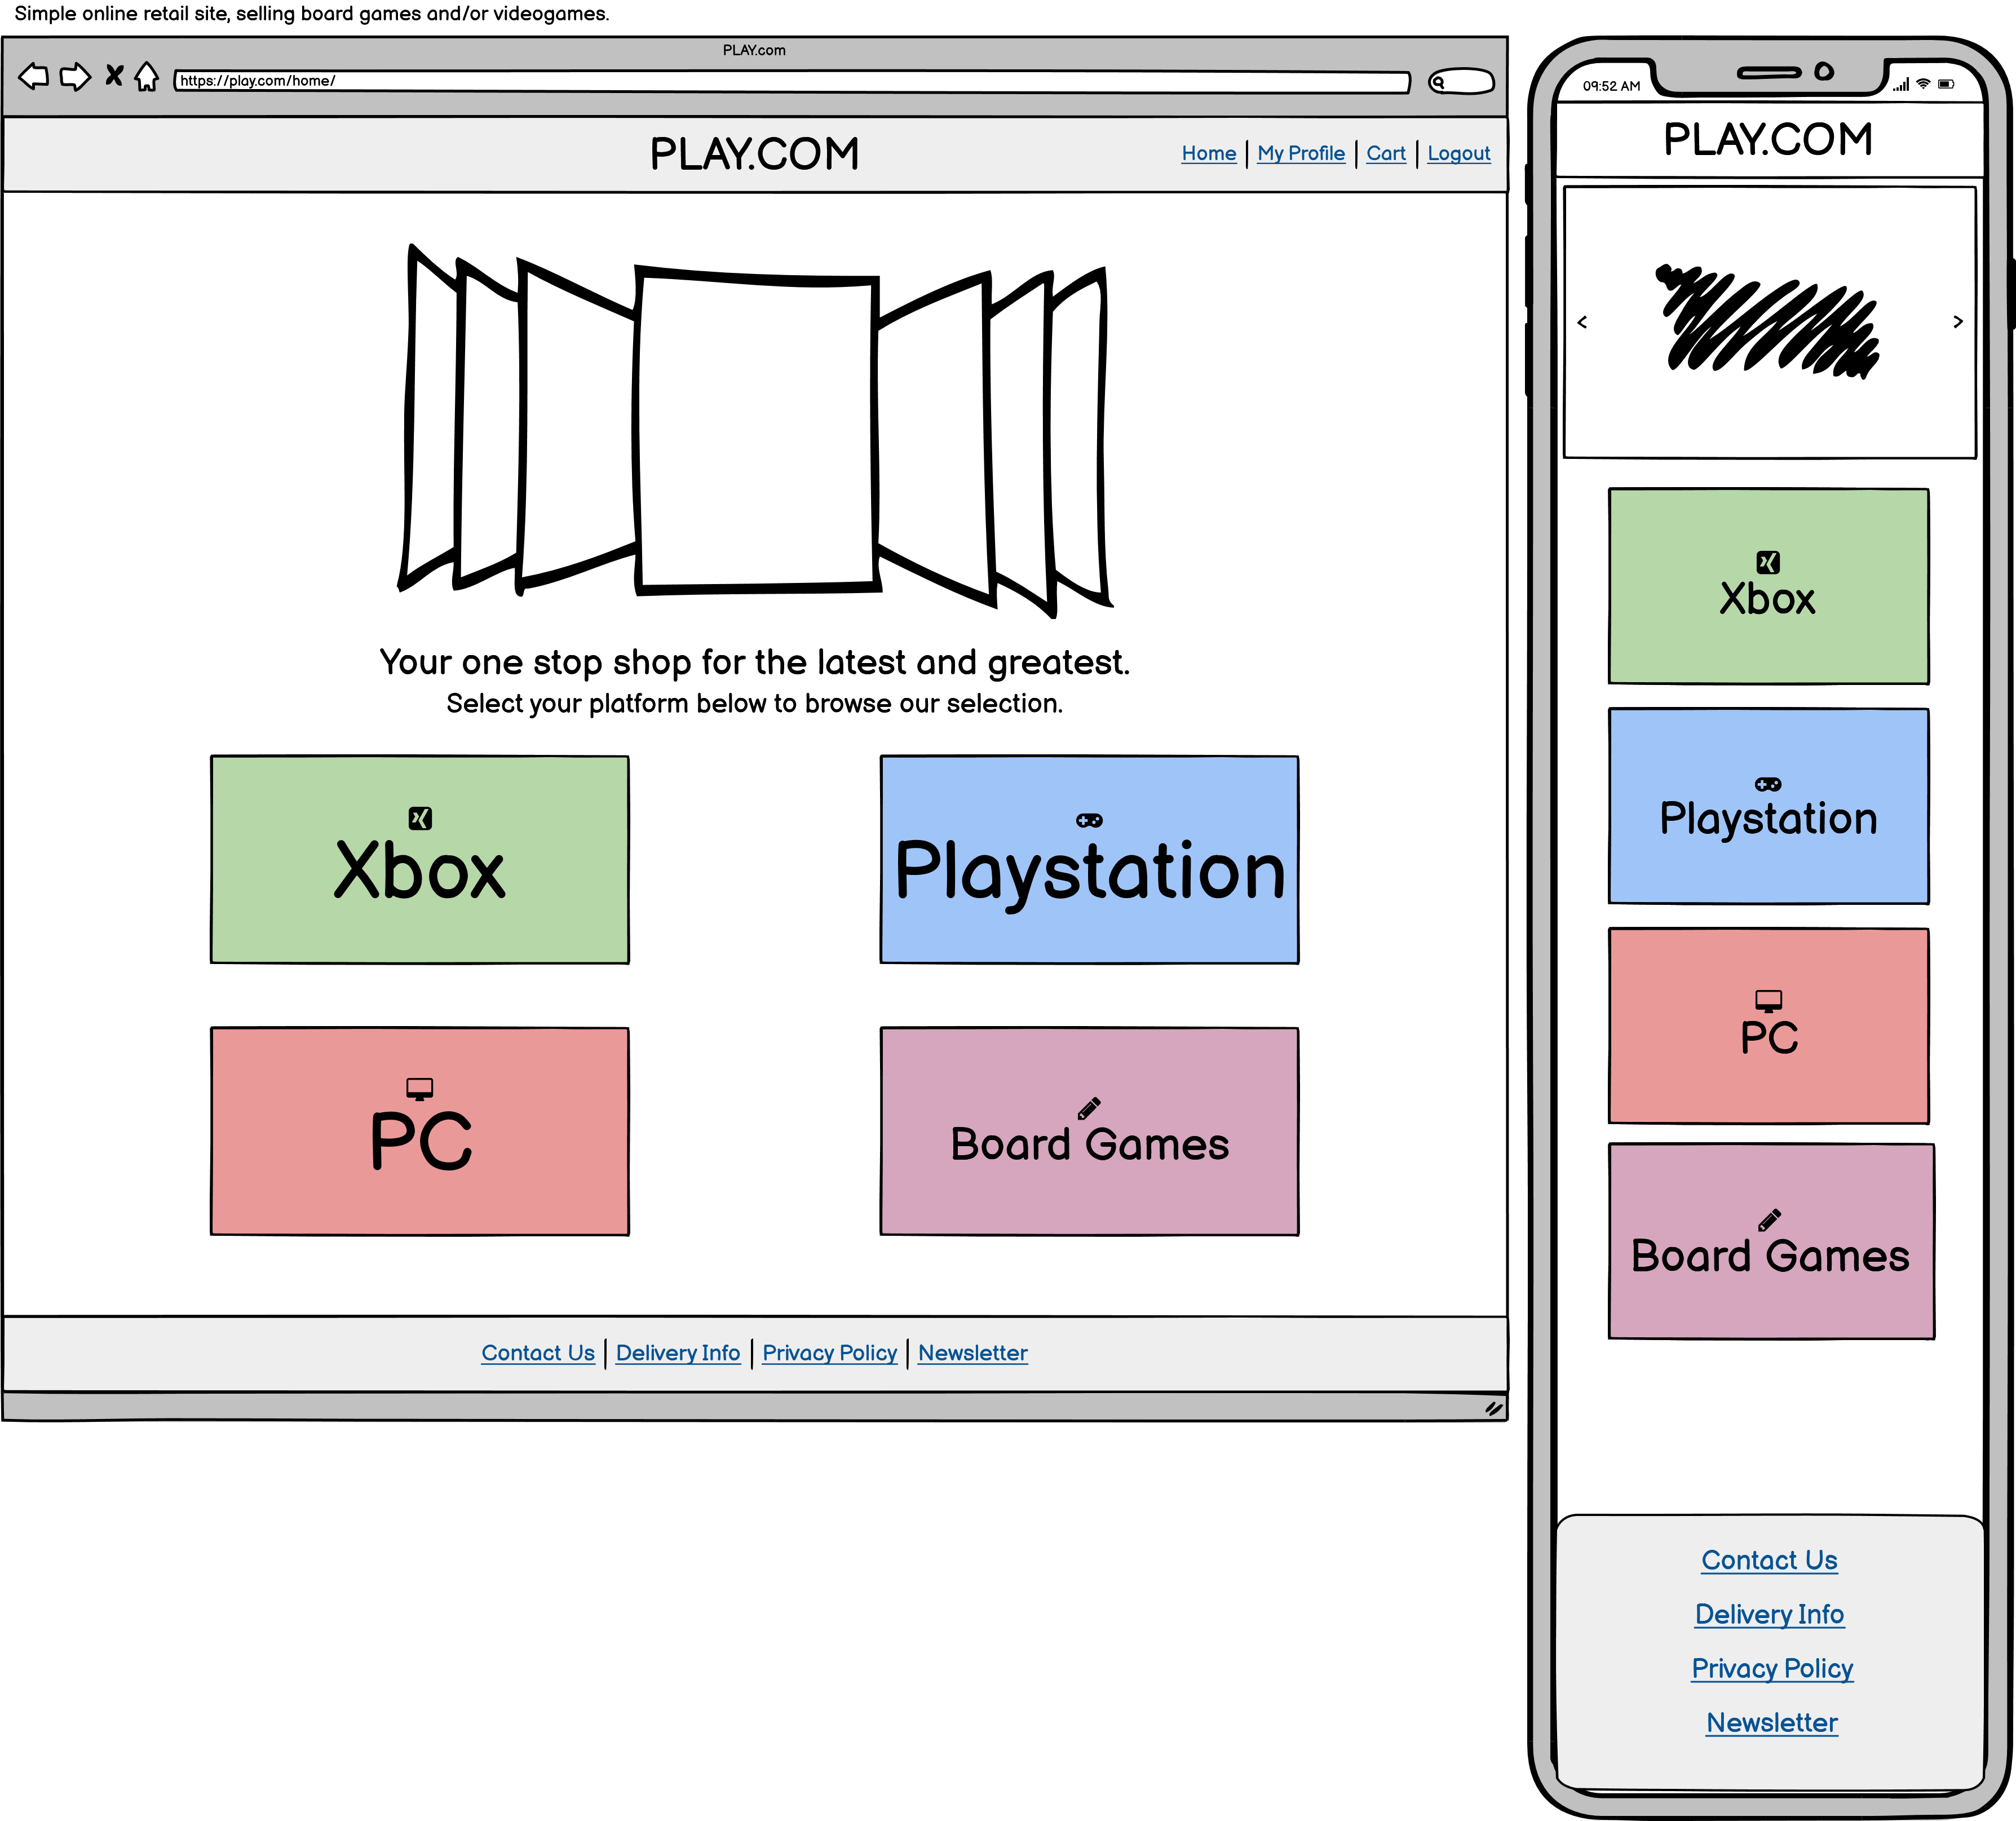 Simple online retail site, selling board games and/or videogames.
PLAY.com
https://play.com/home/
PLAY.COM
Home | My Profile | Cart | Logout
Your one stop shop for the latest and greatest.
Select your platform below to browse our selection.
Xbox
Playstation
PC
Board Games
Contact Us | Delivery Info | Privacy Policy | Newsletter
09:52 AM
PLAY.COM
<
>
Xbox
Playstation
PC
Board Games
Contact Us
Delivery Info
Privacy Policy
Newsletter